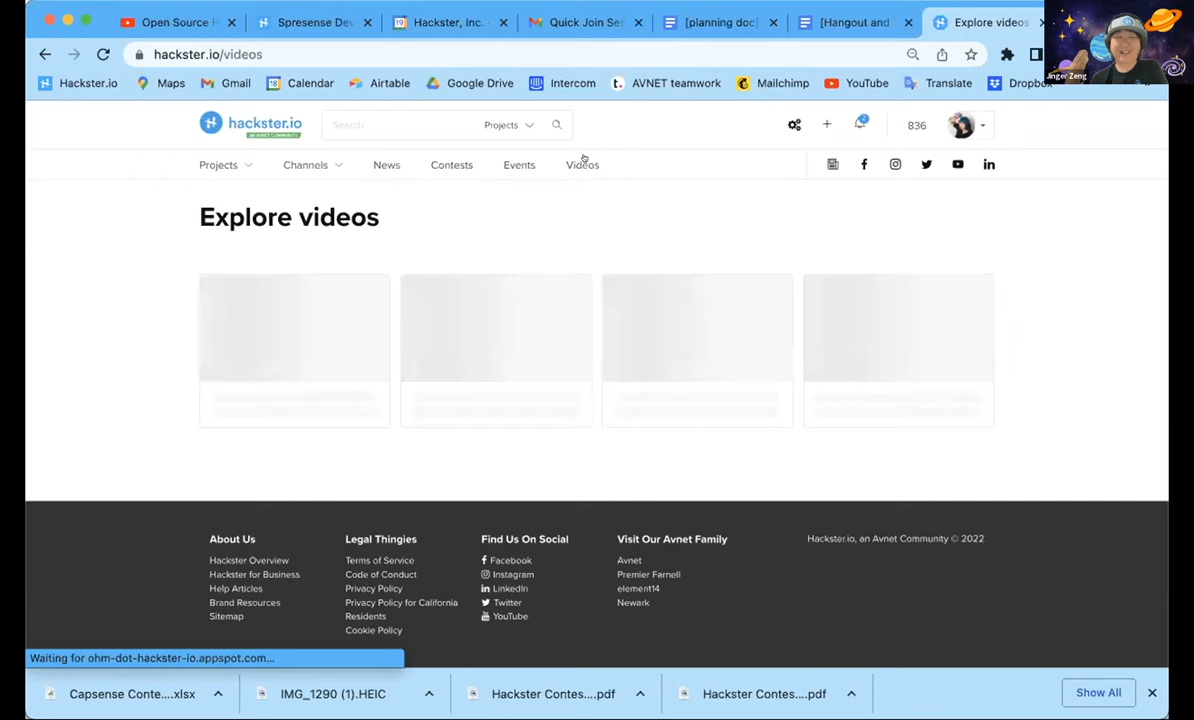 Open Source H
Spresense Dev
Hackster, Inc. -
Quick Join Ses
[planning doc]
[Hangout and
Explore videos
hackster.io/videos
Jinger Zeng
Hackster.io
Maps
Gmail
Calendar
Airtable
Google Drive
Intercom
AVNET teamwork
Mailchimp
YouTube
Translate
Dropbox
hackster.io
AN AVNET COMMUNITY
Search
Projects
2
836
Projects
Channels
News
Contests
Events
Videos
Explore videos
About Us
Hackster Overview
Hackster for Business
Help Articles
Brand Resources
Sitemap
Legal Thingies
Terms of Service
Code of Conduct
Privacy Policy
Privacy Policy for California
Residents
Cookie Policy
Find Us On Social
Facebook
Instagram
LinkedIn
Twitter
YouTube
Visit Our Avnet Family
Avnet
Premier Farnell
element14
Newark
Hackster.io, an Avnet Community © 2022
Waiting for ohm-dot-hackster-io.appspot.com...
Capsense Conte....xlsx
IMG_1290 (1).HEIC
Hackster Contes....pdf
Hackster Contes....pdf
Show All